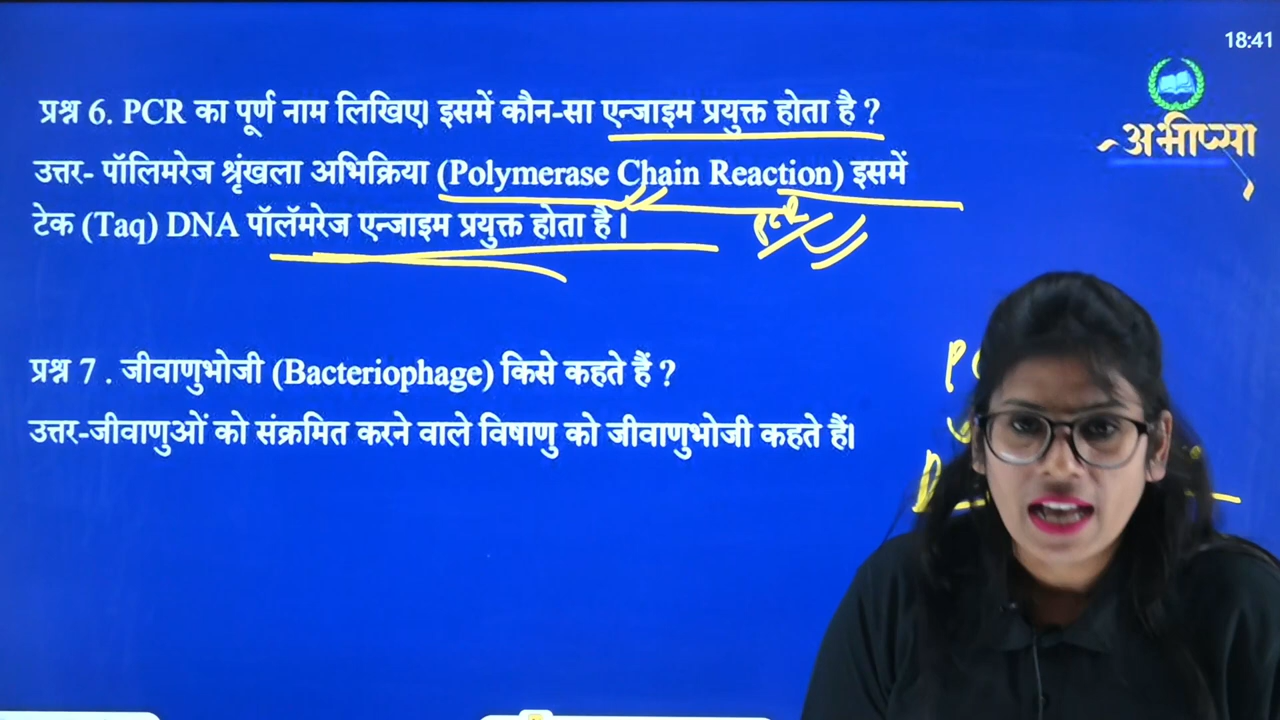 18:41
प्रश्न 6. PCR का पूर्ण नाम लिखिए। इसमें कौन-सा एन्जाइम प्रयुक्त होता है ?
अभीप्सा
उत्तर- पॉलिमरेज श्रृंखला अभिक्रिया (Polymerase Chain Reaction) इसमें
टेक (Taq) DNA पॉलॅमरेज एन्जाइम प्रयुक्त होता है।
PCR
प्रश्न 7 . जीवाणुभोजी (Bacteriophage) किसे कहते हैं ?
उत्तर-जीवाणुओं को संक्रमित करने वाले विषाणु को जीवाणुभोजी कहते हैं।